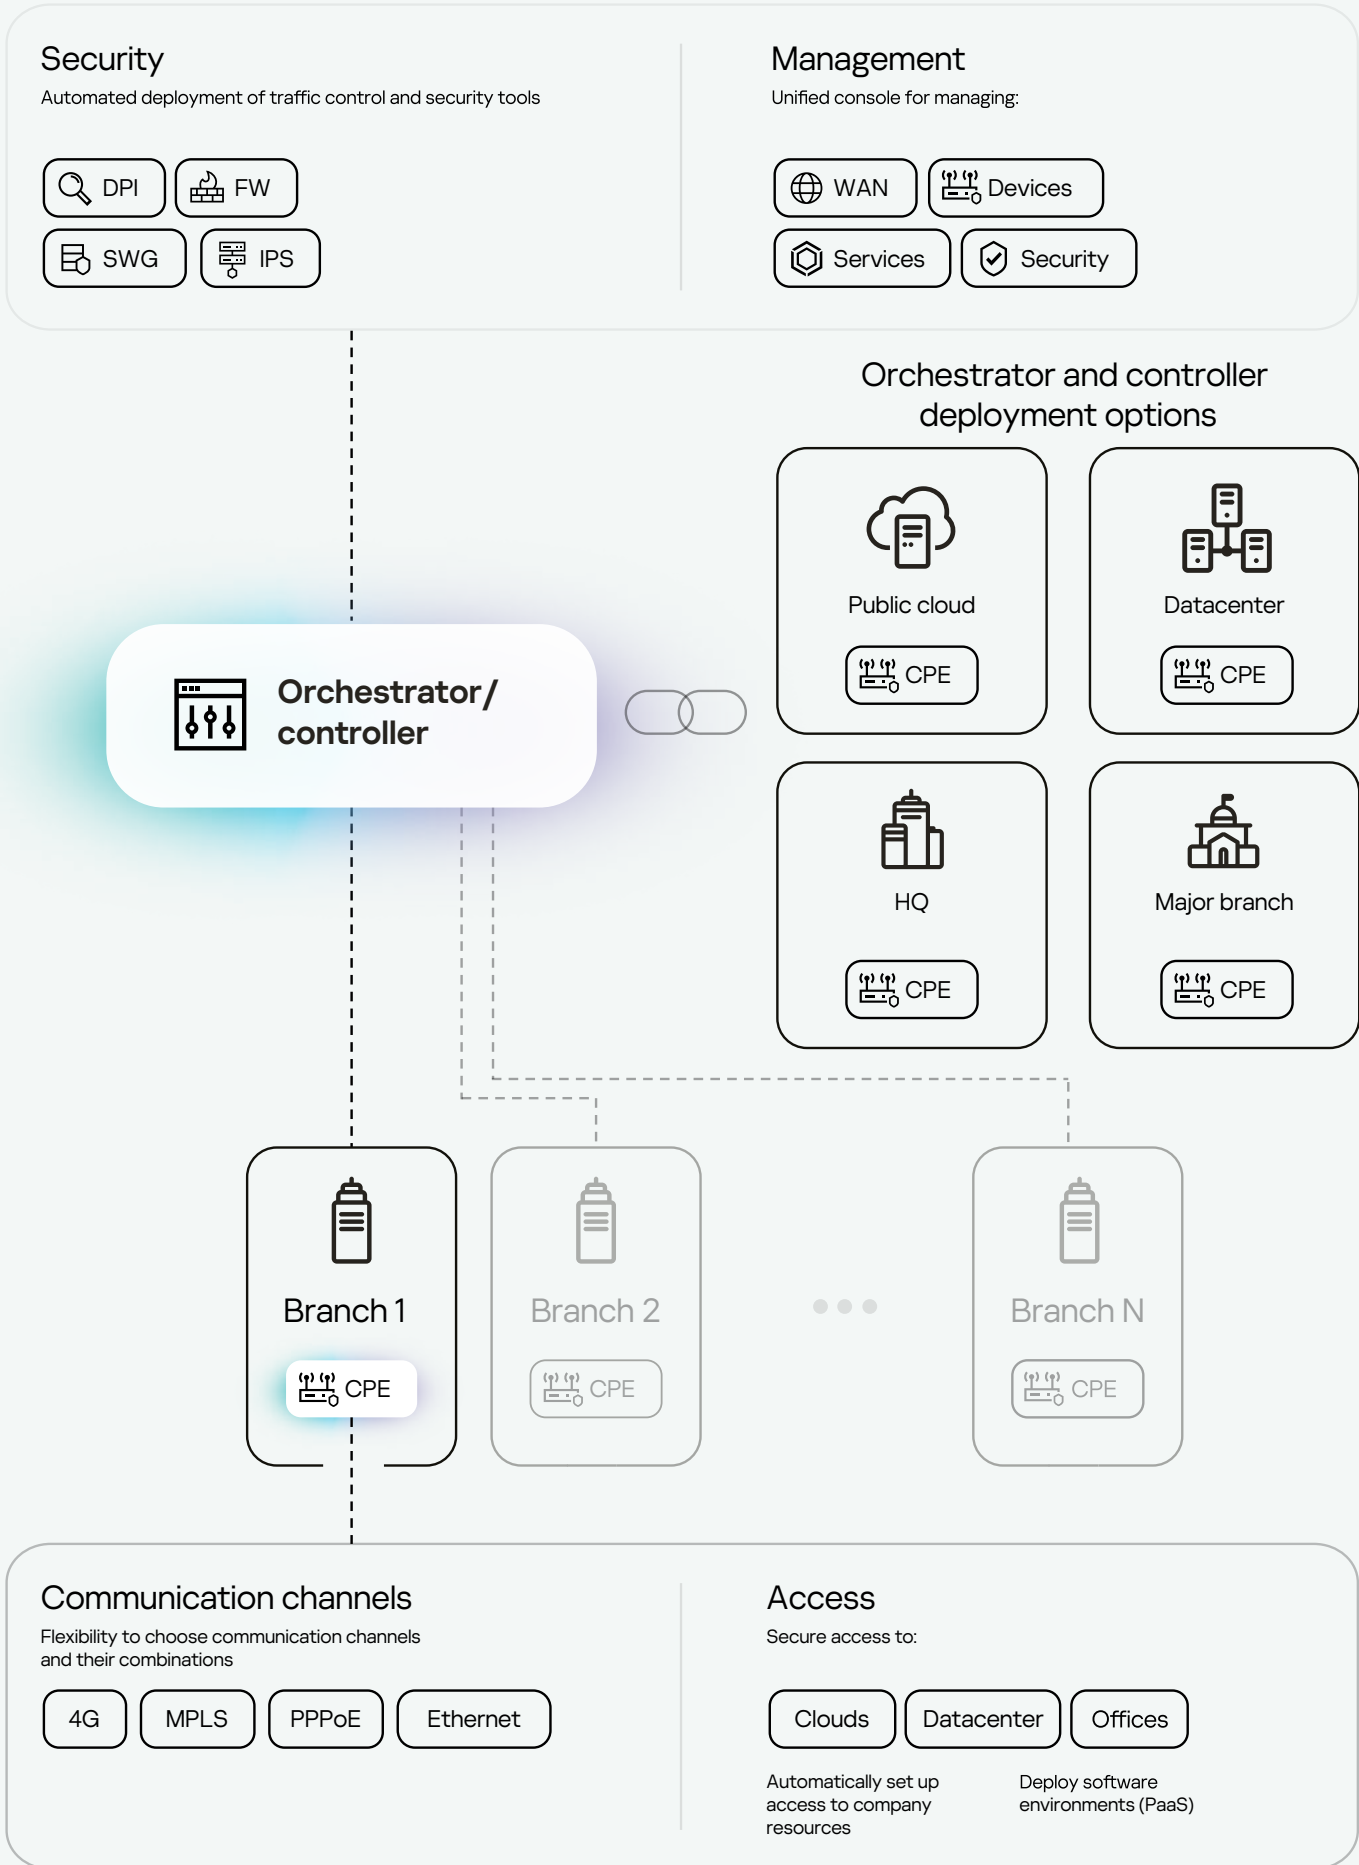 Security
Automated deployment of traffic control and security tools
DPI
FW
SWG
IPS
Management
Unified console for managing:
WAN
Devices
Services
Security
Orchestrator and controller
deployment options
Public cloud
CPE
Datacenter
CPE
Orchestrator/
controller
HQ
CPE
Major branch
CPE
Branch 1
CPE
Branch 2
CPE
Branch N
CPE
Communication channels
Flexibility to choose communication channels
and their combinations
4G
MPLS
PPPoE
Ethernet
Access
Secure access to:
Clouds
Datacenter
Offices
Automatically set up
access to company
resources
Deploy software
environments (PaaS)